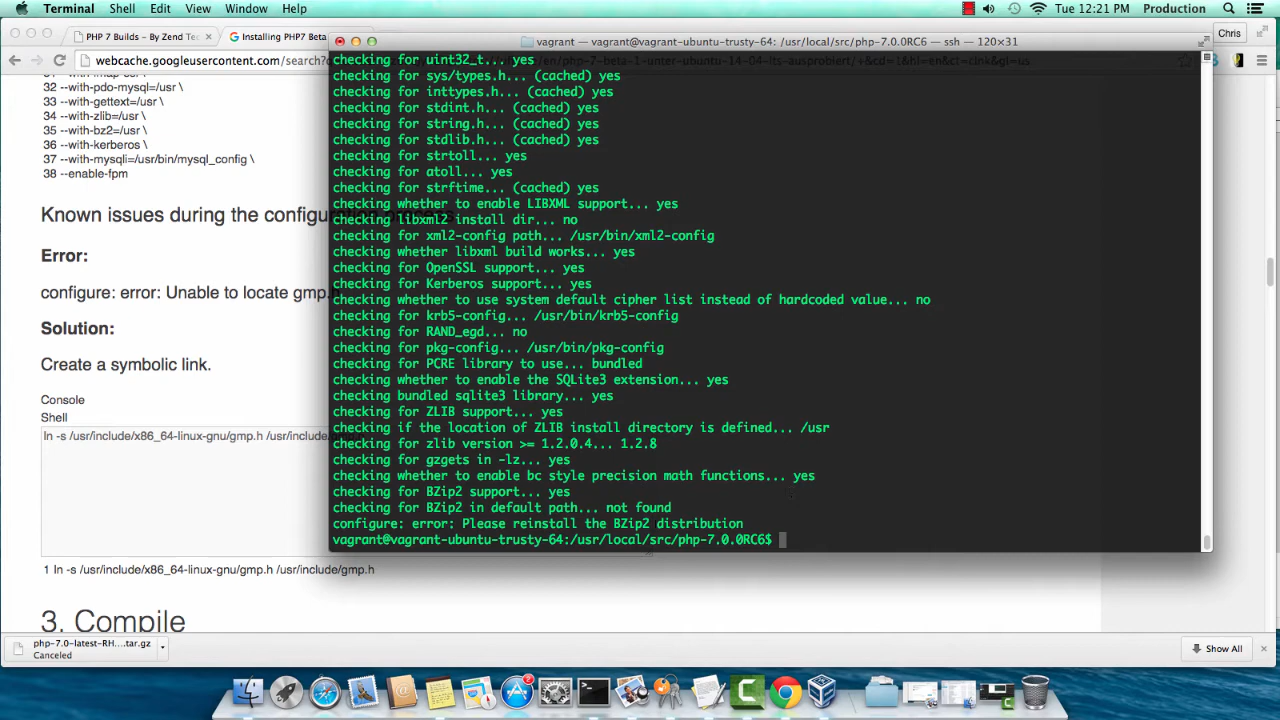 Terminal Shell Edit View Window Help Tue 12:21 PM Production
PHP 7 Builds - By Zend Te
Installing PHP7 Beta
Chris
webcache.googleusercontent.com/search?
vagrant — vagrant@vagrant-ubuntu-trusty-64: /usr/local/src/php-7.0.0RC6 — ssh — 120×31
32 --with-imap-ssl \
33 --with-pdo-mysql=/usr \
33 --with-gettext=/usr \
34 --with-zlib=/usr \
35 --with-bz2=/usr \
36 --with-kerberos \
37 --with-mysqli=/usr/bin/mysql_config \
38 --enable-fpm
Known issues during the configuration process
Error:
configure: error: Unable to locate gmp.h
Solution:
Create a symbolic link.
Console
Shell
ln -s /usr/include/x86_64-linux-gnu/gmp.h /usr/include/gmp.h
1 ln -s /usr/include/x86_64-linux-gnu/gmp.h /usr/include/gmp.h
3. Compile
checking for uint32_t... yes
checking for sys/types.h... (cached) yes
checking for inttypes.h... (cached) yes
checking for stdint.h... (cached) yes
checking for string.h... (cached) yes
checking for stdlib.h... (cached) yes
checking for strtoll... yes
checking for atoll... yes
checking for strftime... (cached) yes
checking whether to enable LIBXML support... yes
checking libxml2 install dir... no
checking for xml2-config path... /usr/bin/xml2-config
checking whether libxml build works... yes
checking for OpenSSL support... yes
checking for Kerberos support... yes
checking whether to use system default cipher list instead of hardcoded value... no
checking for krb5-config... /usr/bin/krb5-config
checking for RAND_egd... no
checking for pkg-config... /usr/bin/pkg-config
checking for PCRE library to use... bundled
checking whether to enable the SQLite3 extension... yes
checking bundled sqlite3 library... yes
checking for ZLIB support... yes
checking if the location of ZLIB install directory is defined... /usr
checking for zlib version >= 1.2.0.4... 1.2.8
checking for gzgets in -lz... yes
checking whether to enable bc style precision math functions... yes
checking for BZip2 support... yes
checking for BZip2 in default path... not found
configure: error: Please reinstall the BZip2 distribution
vagrant@vagrant-ubuntu-trusty-64:/usr/local/src/php-7.0.0RC6$
php-7.0-latest-RH....tar.gz
Canceled
Show All